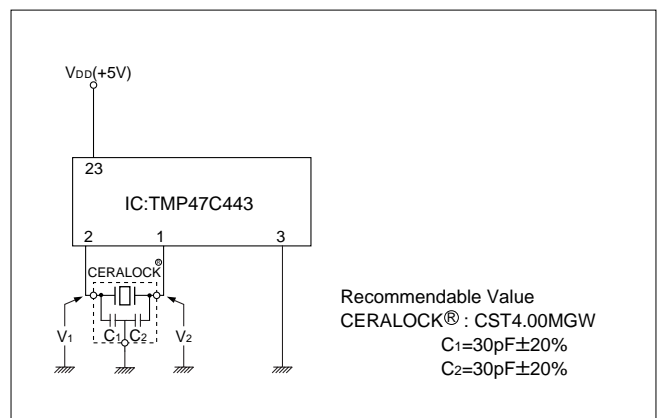 VDD(+5V)
23
IC:TMP47C443
2 1 3
CERALOCK®
V1 C1 C2 V2
Recommendable Value
CERALOCK® : CST4.00MGW
C1=30pF±20%
C2=30pF±20%